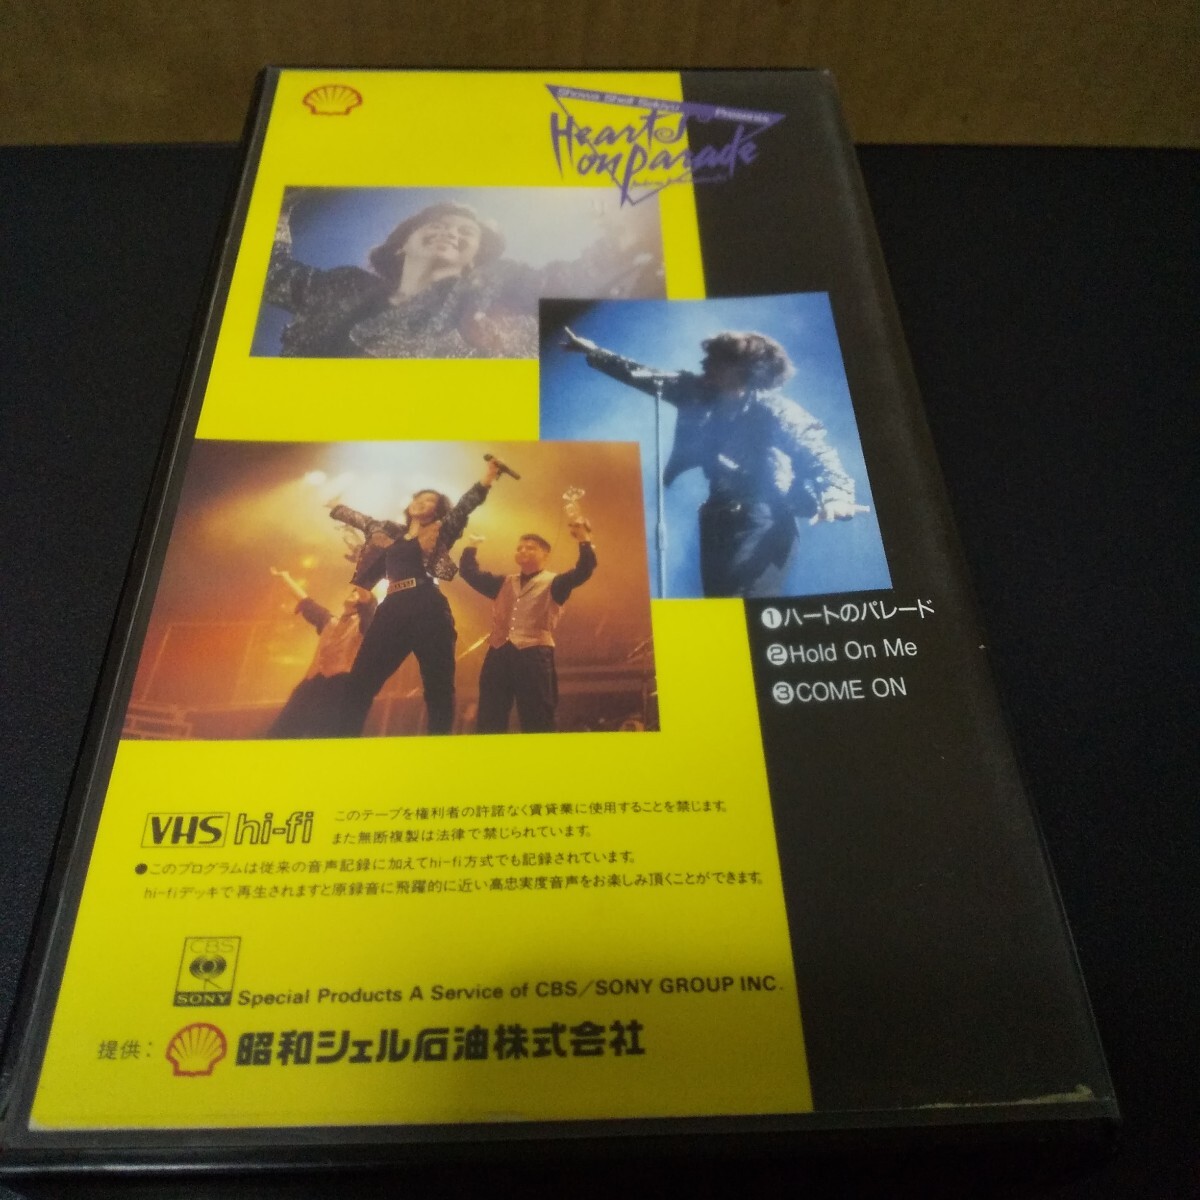 Showa Shell Sekiyu Presents
Hearts
on parade
❶ハートのパレード
❷Hold On Me
❸COME ON
VHS hi-fi
このテープを権利者の許諾なく賃貸業に使用することを禁じます。
また無断複製は法律で禁じられています。
●このプログラムは従来の音声記録に加えてhi-fi方式でも記録されています。
hi-fiデッキで再生されますと原録音に飛躍的に近い高忠実度音声をお楽しみ頂くことができます。
CBS
SONY
Special Products A Service of CBS/SONY GROUP INC.
提供: 昭和シェル石油株式会社